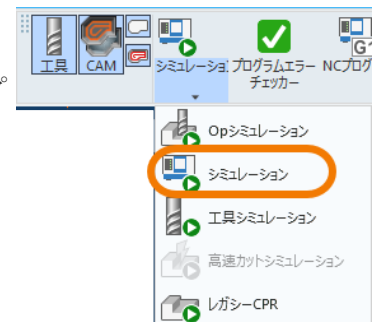 工具
CAM
シミュレーショ
プログラムエラー
チェッカー
NCプログ
G
Opシミュレーション
シミュレーション
工具シミュレーション
高速カットシミュレーション
レガシーCPR